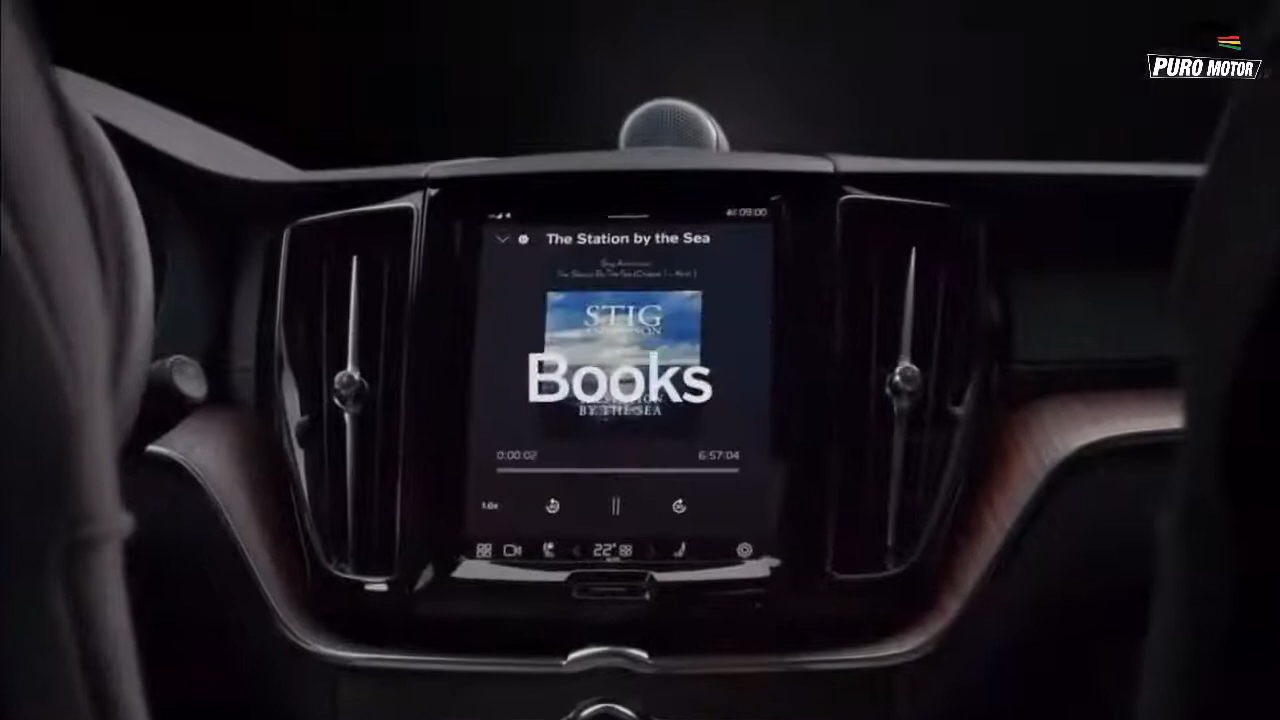 PURO MOTOR
09:00
The Station by the Sea
STIG
Books
BY THE SEA
0:00:02
6:57:04
1.0x
22°